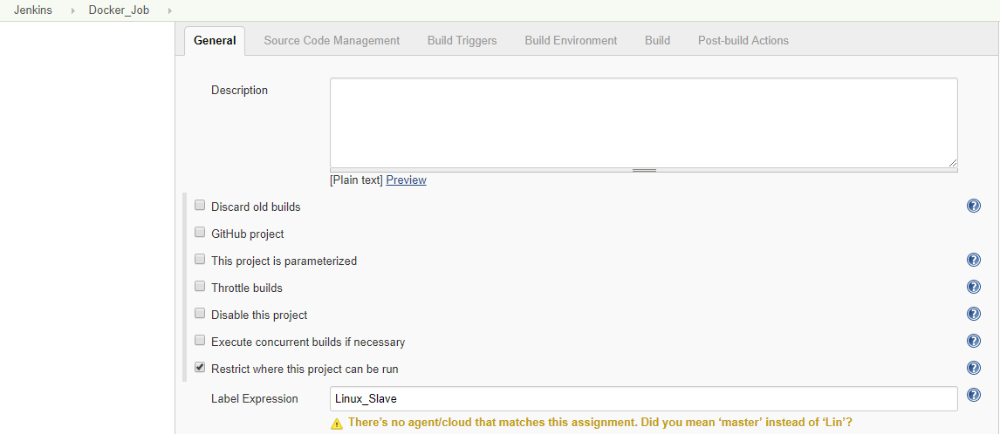 Jenkins Docker_Job
General Source Code Management Build Triggers Build Environment Build Post-build Actions
Description
[Plain text] Preview
Discard old builds
GitHub project
This project is parameterized
Throttle builds
Disable this project
Execute concurrent builds if necessary
Restrict where this project can be run
Label Expression Linux_Slave
There’s no agent/cloud that matches this assignment. Did you mean ‘master’ instead of ‘Lin’?